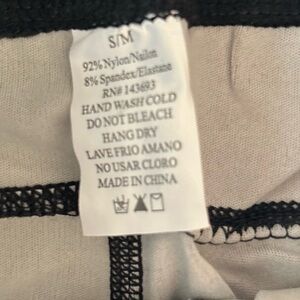 S/M
92% Nylon/Nailon
8% Spandex/Elastane
RN# 143693
HAND WASH COLD
DO NOT BLEACH
HANG DRY
LAVE FRIO AMANO
NO USAR CLORO
MADE IN CHINA